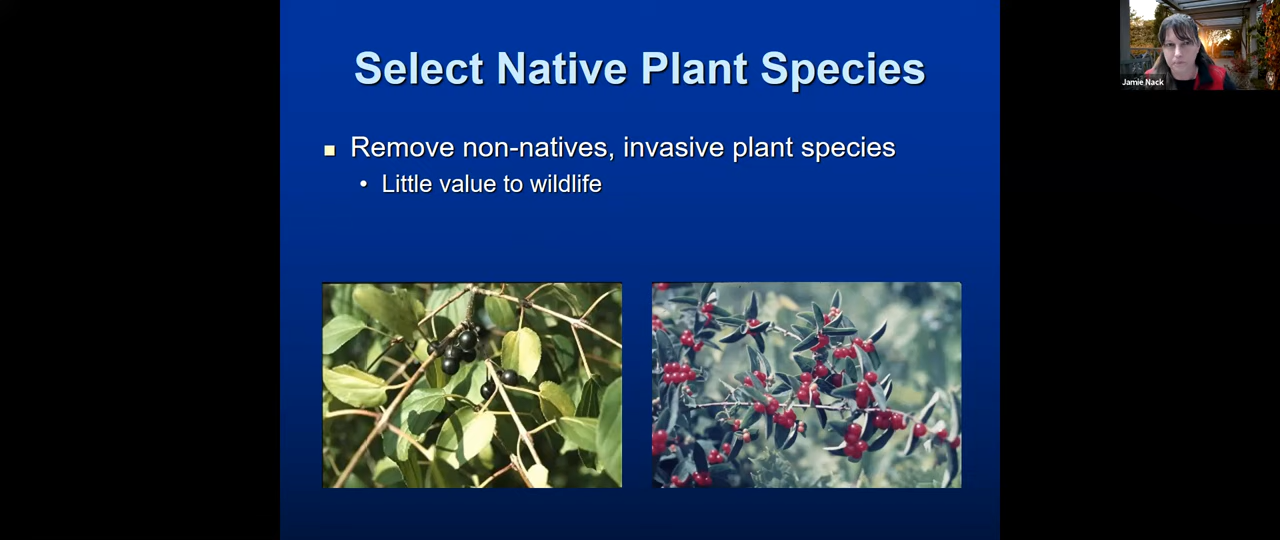 Select Native Plant Species
Remove non-natives, invasive plant species
Little value to wildlife
Jamie Nack